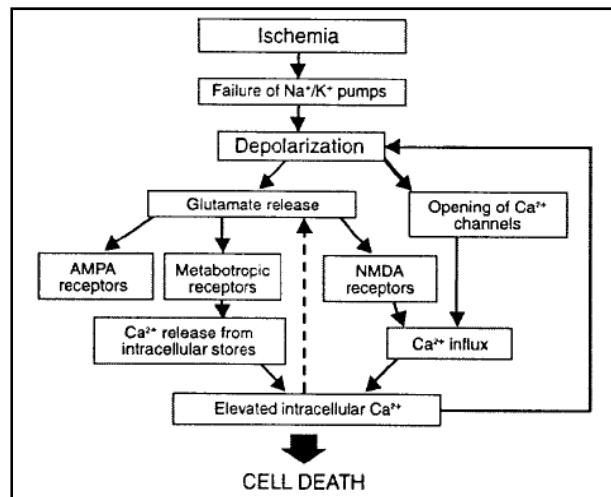 Ischemia
Failure of Na⁺/K⁺ pumps
Depolarization
Glutamate release
Opening of Ca²⁺
channels
AMPA
receptors
Metabotropic
receptors
NMDA
receptors
Ca²⁺ release from
intracellular stores
Ca²⁺ influx
Elevated intracellular Ca²⁺
CELL DEATH